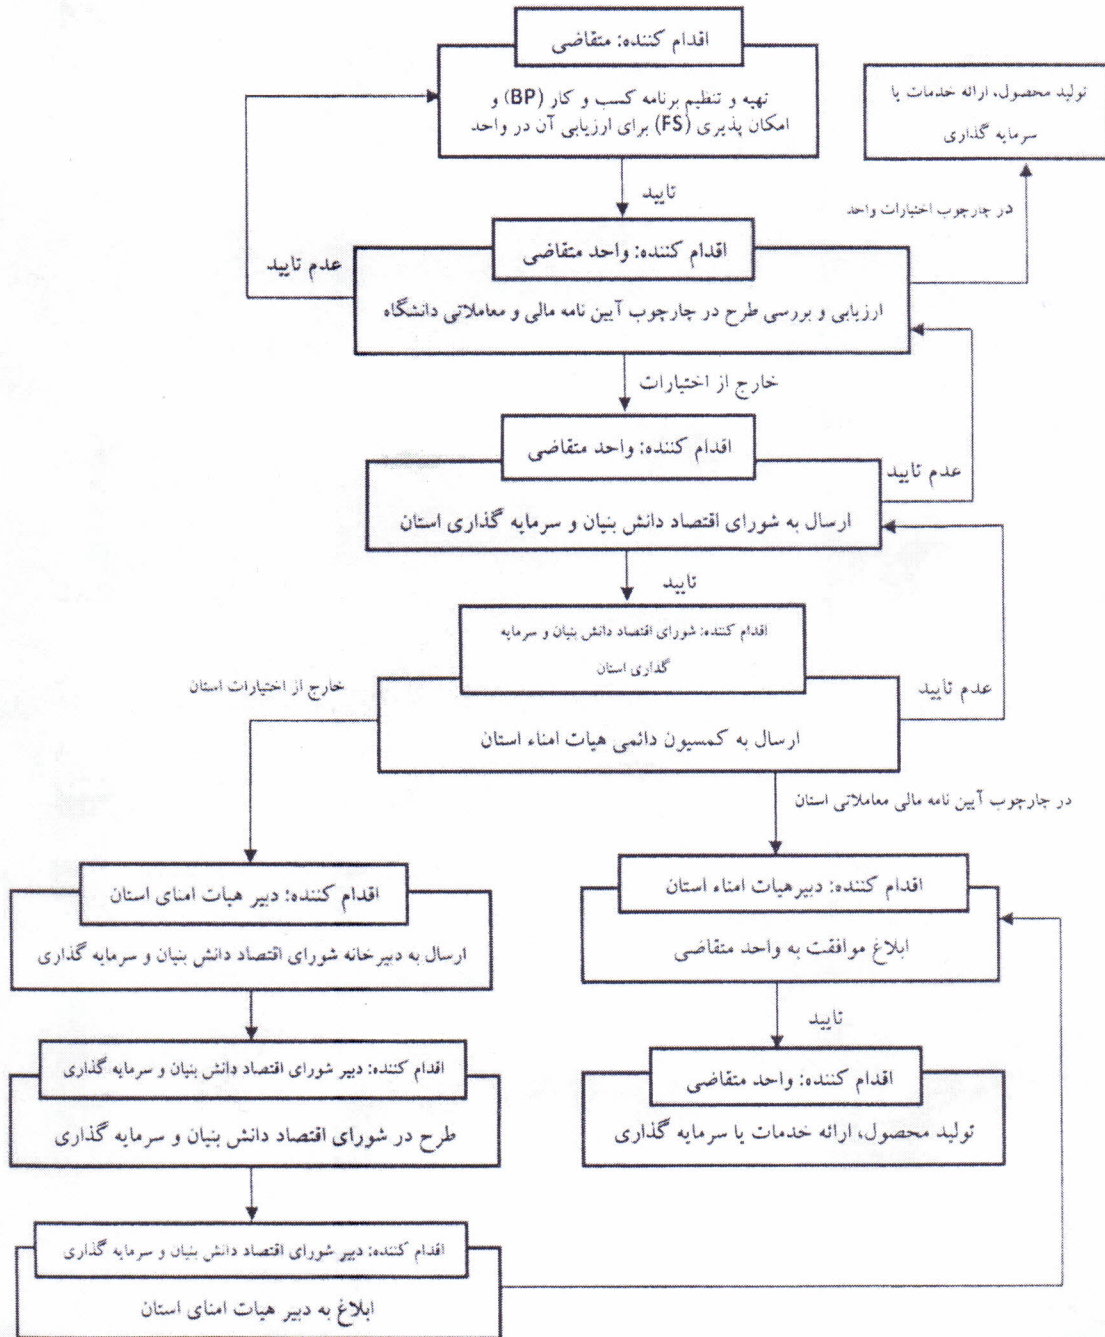 اقدام کننده: متقاضی
تهیه و تنظیم برنامه کسب و کار (BP) و
امکان پذیری (FS) برای ارزیابی آن در واحد
تولید محصول، ارائه خدمات یا
سرمایه گذاری
تایید
در چارچوب اختیارات واحد
اقدام کننده: واحد متقاضی
عدم تایید
ارزیابی و بررسی طرح در چارچوب آیین نامه مالی و معاملاتی دانشگاه
خارج از اختیارات
اقدام کننده: واحد متقاضی
عدم تایید
ارسال به شورای اقتصاد دانش بنیان و سرمایه گذاری استان
تایید
اقدام کننده: شورای اقتصاد دانش بنیان و سرمایه
گذاری استان
خارج از اختیارات استان
عدم تایید
ارسال به کمسیون دائمی هیات امناء استان
در چارچوب آیین نامه مالی معاملاتی استان
اقدام کننده: دبیرهیات امناء استان
ابلاغ موافقت به واحد متقاضی
تایید
اقدام کننده: واحد متقاضی
تولید محصول، ارائه خدمات یا سرمایه گذاری
اقدام کننده: دبیر هیات امنای استان
ارسال به دبیرخانه شورای اقتصاد دانش بنیان و سرمایه گذاری
اقدام کننده: دبیر شورای اقتصاد دانش بنیان و سرمایه گذاری
طرح در شورای اقتصاد دانش بنیان و سرمایه گذاری
اقدام کننده: دبیر شورای اقتصاد دانش بنیان و سرمایه گذاری
ابلاغ به دبیر هیات امنای استان